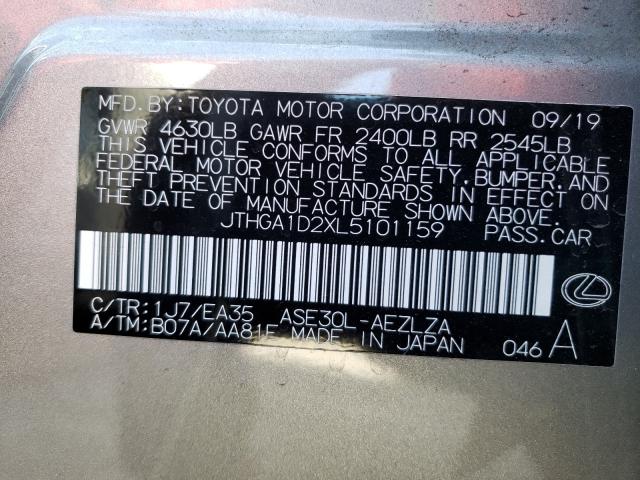 MFD.BY:TOYOTA MOTOR CORPORATION 09/19
GVWR 4630LB GAWR FR 2400LB RR 2545LB
THIS VEHICLE CONFORMS TO ALL APPLICABLE
FEDERAL MOTOR VEHICLE SAFETY,BUMPER,AND
THEFT PREVENTION STANDARDS IN EFFECT ON
THE DATE OF MANUFACTURE SHOWN ABOVE.
JTHGA1D2XL5101159 PASS.CAR
C/TR:1J7/EA35 ASE30L-AEZLZA
A/TM:B07A/AA81E MADE IN JAPAN 046 A